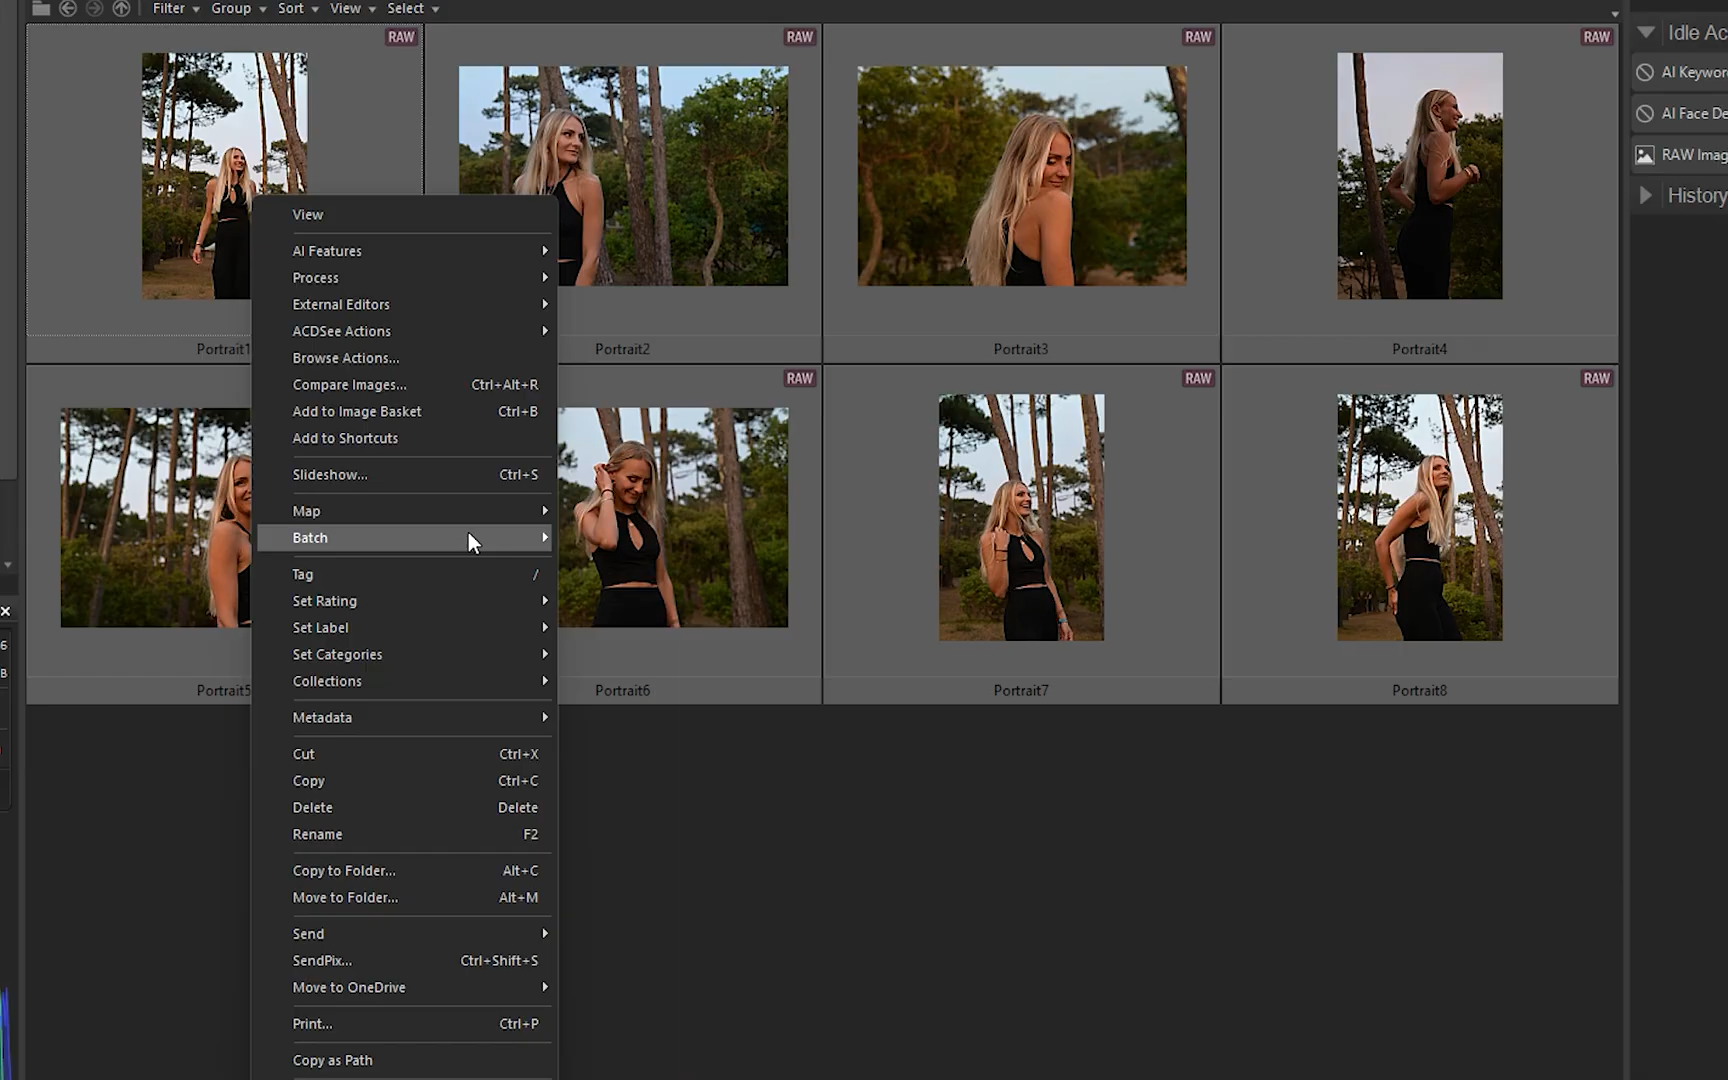 Filter Group Sort View Select
RAW RAW RAW RAW
Portrait1 Portrait2 Portrait3 Portrait4
RAW RAW RAW
Portrait5 Portrait6 Portrait7 Portrait8
View
AI Features
Process
External Editors
ACDSee Actions
Browse Actions...
Compare Images... Ctrl+Alt+R
Add to Image Basket Ctrl+B
Add to Shortcuts
Slideshow... Ctrl+S
Map
Batch
Tag /
Set Rating
Set Label
Set Categories
Collections
Metadata
Cut Ctrl+X
Copy Ctrl+C
Delete Delete
Rename F2
Copy to Folder... Alt+C
Move to Folder... Alt+M
Send
SendPix... Ctrl+Shift+S
Move to OneDrive
Print... Ctrl+P
Copy as Path
Idle Ac
AI Keywor
AI Face De
RAW Imag
History
6
B